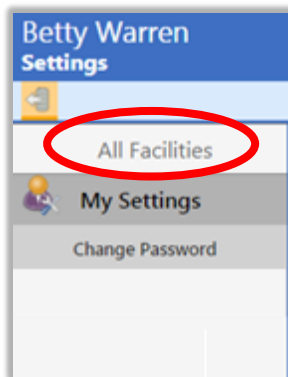 Betty Warren
Settings
All Facilities
My Settings
Change Password